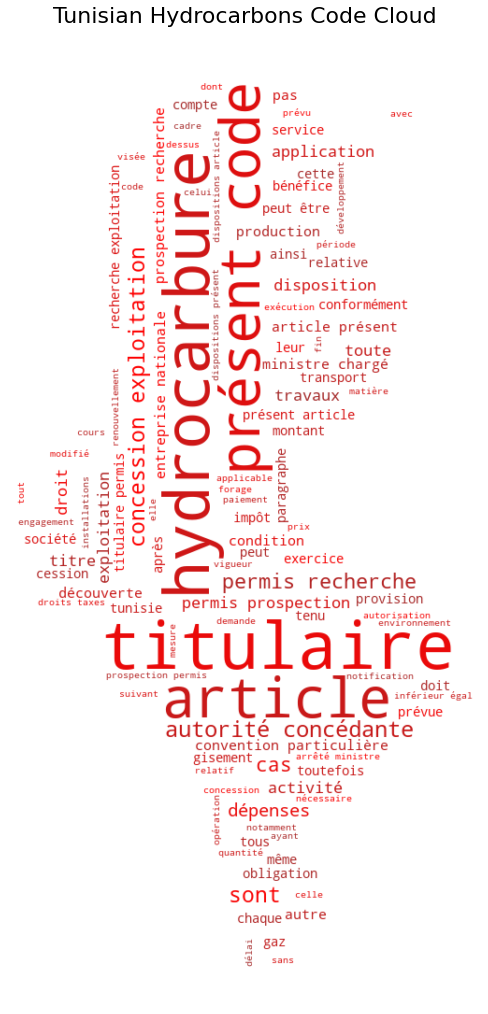 Tunisian Hydrocarbons Code Cloud
dont
compte
pas
prévu
avec
cadre
service
dessus
application
visée
code
celui
cette
bénéfice
peut être
développement
dispositions article
prospection recherche
recherche exploitation
hydrocarbure
présent code
production
période
ainsi
relative
disposition
exécution
conformément
article présent
leur
fin
toute
ministre chargé
transport
travaux
matière
présent article
montant
dispositions présent
concession exploitation
entreprise nationale
renouvellement
cours
modifié
tout
droit
engagement
installations
exploitation
titulaire permis
elle
après
applicable
forage
paiement
paragraphe
impôt
prix
société
condition
peut
exercice
titre
vigueur
cession
permis recherche
découverte
droits taxes
tunisie
permis prospection
provision
tenu
autorisation
environnement
demande
mesure
titulaire
prospection permis
notification
suivant
article
doit
inférieur égal
prévue
autorité concédante
convention particulière
gisement
arrêté ministre
relatif
cas
toutefois
concession
activité
nécessaire
dépenses
opération
notamment
ayant
tous
quantité
même
obligation
sont
celle
chaque
autre
gaz
délai
sans